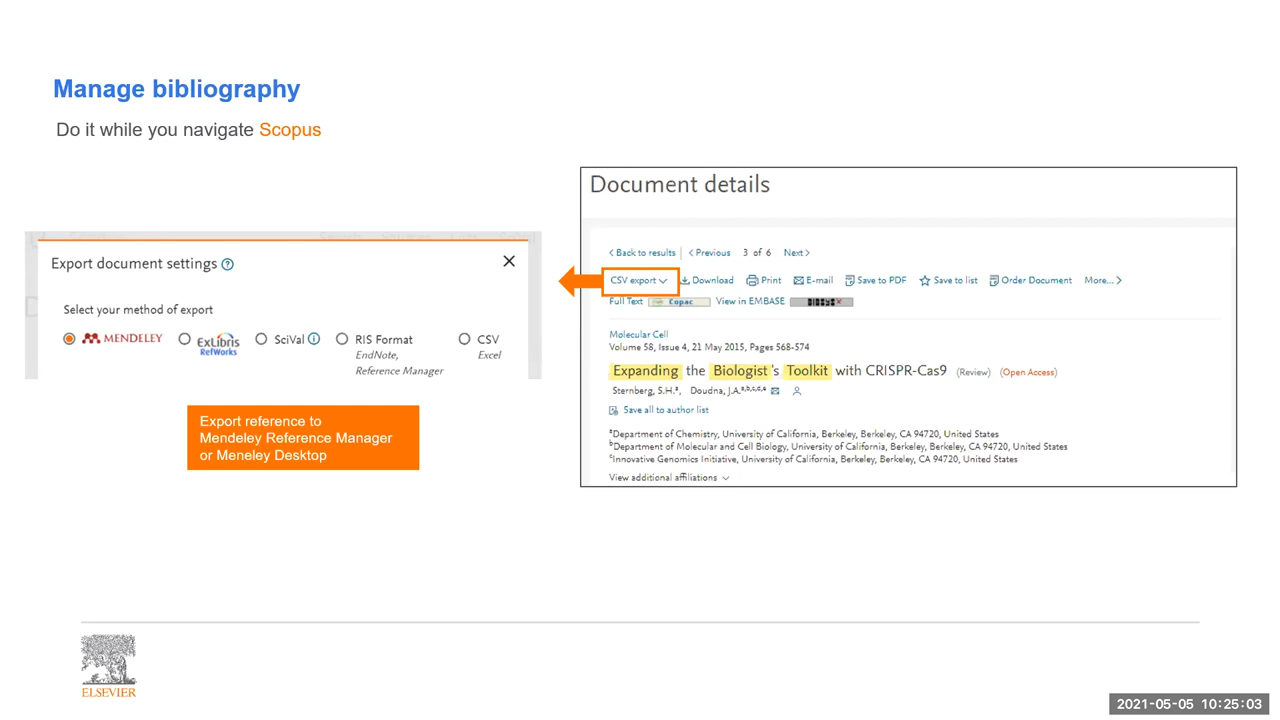 Manage bibliography
Do it while you navigate Scopus
Export document settings ?
Select your method of export
MENDELEY
ExLibris
RefWorks
SciVal i
RIS Format
EndNote,
Reference Manager
CSV
Excel
Export reference to
Mendeley Reference Manager
or Meneley Desktop
Document details
< Back to results | < Previous 3 of 6 Next >
CSV export Download Print E-mail Save to PDF Save to list Order Document More... >
Full Text Copac View in EMBASE
Molecular Cell
Volume 58, Issue 4, 21 May 2015, Pages 568-574
Expanding the Biologist's Toolkit with CRISPR-Cas9 (Review) (Open Access)
Sternberg, S.H.a, Doudna, J.A.a,b,c,d,e
Save all to author list
aDepartment of Chemistry, University of California, Berkeley, Berkeley, CA 94720, United States
bDepartment of Molecular and Cell Biology, University of California, Berkeley, Berkeley, CA 94720, United States
cInnovative Genomics Initiative, University of California, Berkeley, Berkeley, CA 94720, United States
View additional affiliations
ELSEVIER
2021-05-05 10:25:03